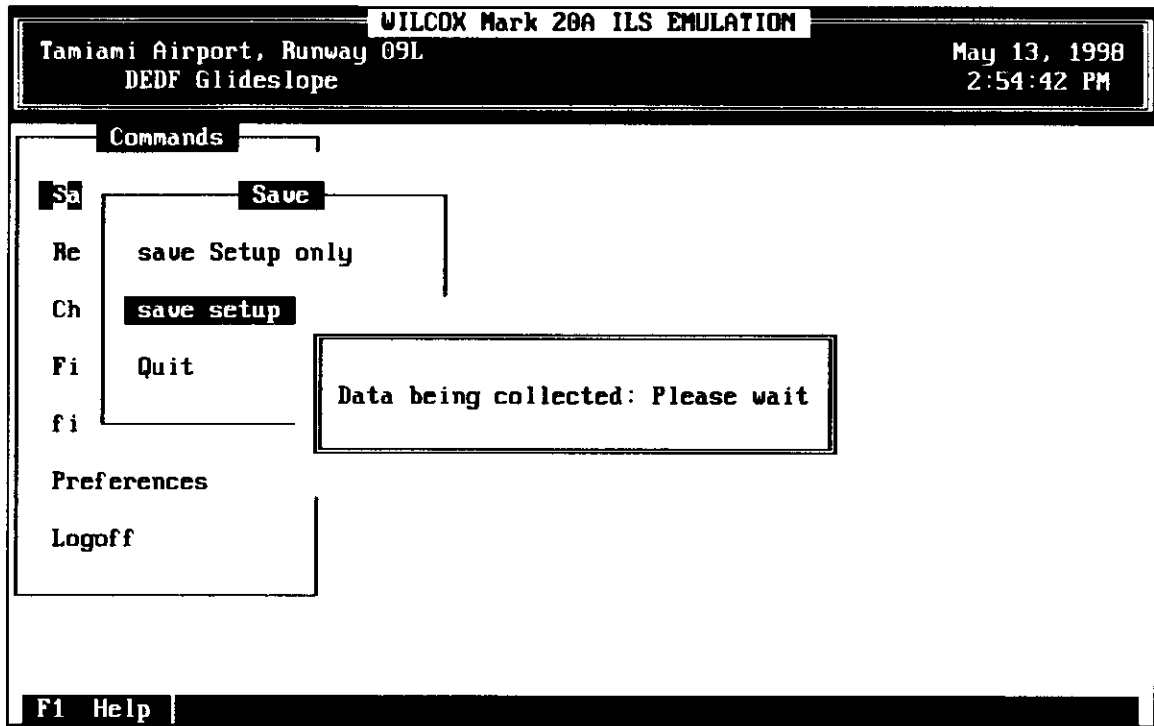 WILCOX Mark 20A ILS EMULATION
Tamiami Airport, Runway 09L
May 13, 1998
DEDF Glideslope
2:54:42 PM
Commands
Sa
Save
Re
save Setup only
Ch
save setup
Fi
Quit
Data being collected: Please wait
fi
Preferences
Logoff
F1 Help